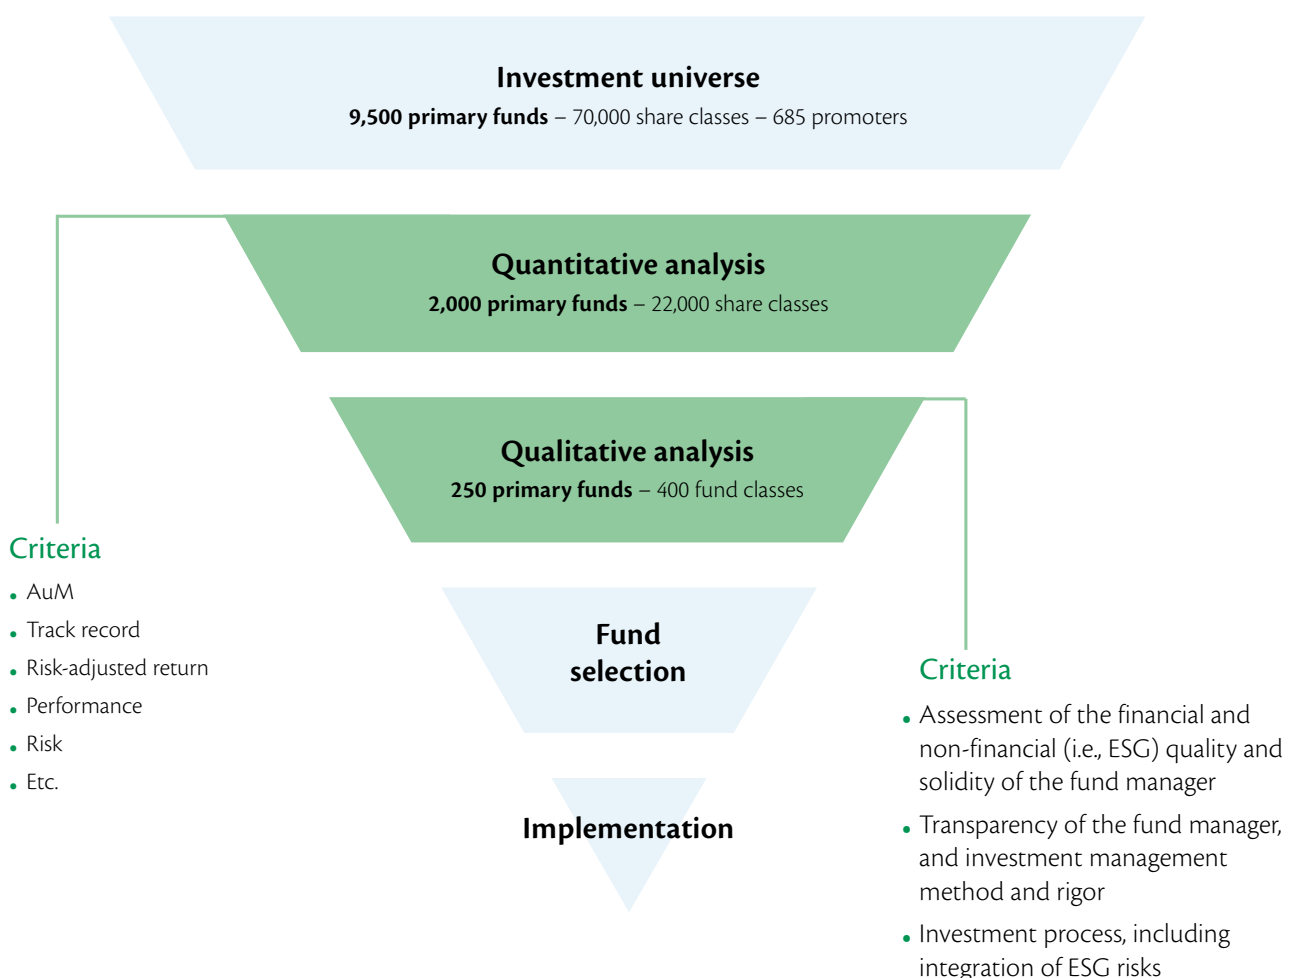 Investment universe
9,500 primary funds – 70,000 share classes – 685 promoters
Quantitative analysis
2,000 primary funds – 22,000 share classes
Qualitative analysis
250 primary funds – 400 fund classes
Criteria
• AuM
• Track record
• Risk-adjusted return
• Performance
• Risk
• Etc.
Fund
selection
Implementation
Criteria
• Assessment of the financial and
non-financial (i.e., ESG) quality and
solidity of the fund manager
• Transparency of the fund manager,
and investment management
method and rigor
• Investment process, including
integration of ESG risks